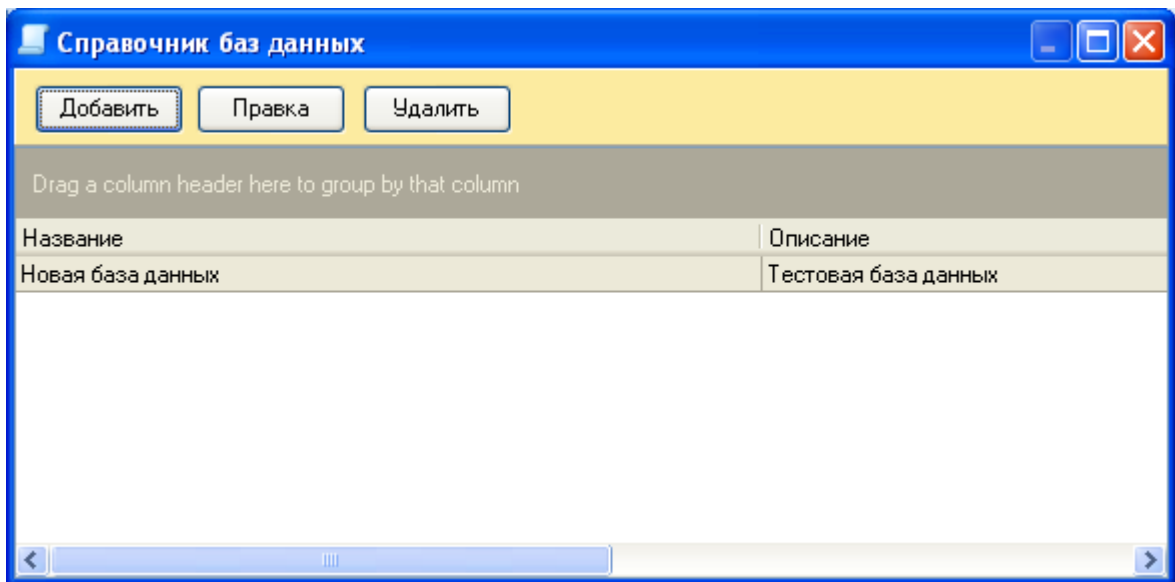 Справочник баз данных
Добавить Правка Удалить
Drag a column header here to group by that column
Название Описание
Новая база данных Тестовая база данных